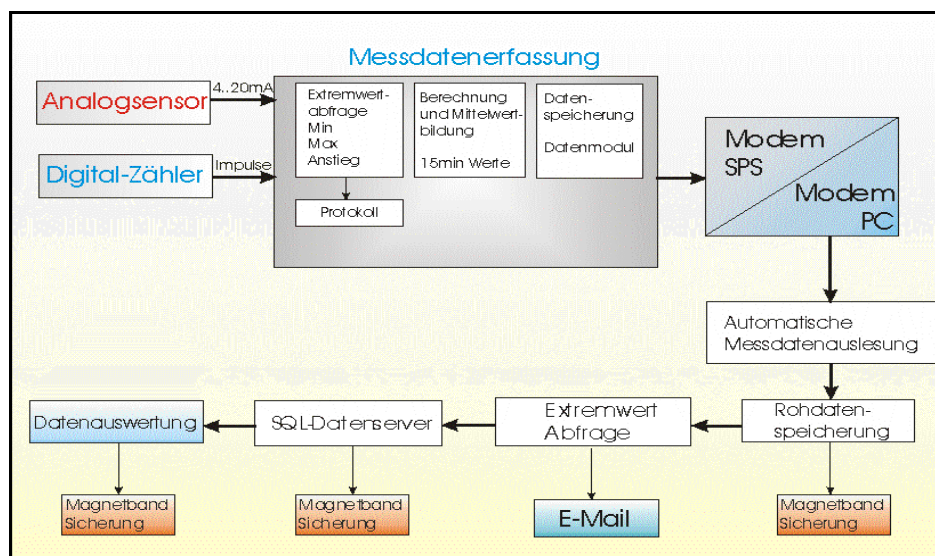 Messdatenerfassung
Analogsensor
4..20mA
Digital-Zähler
Impulse
Extremwert-
abfrage
Min
Max
Anstieg
Protokoll
Berechnung
und Mittelwert-
bildung
15min Werte
Daten-
speicherung
Datenmodul
Modem
SPS
Modem
PC
Automatische
Messdatenauslesung
Rohdaten-
speicherung
Extremwert
Abfrage
SQL-Datenserver
Datenauswertung
Magnetband
Sicherung
Magnetband
Sicherung
E-Mail
Magnetband
Sicherung